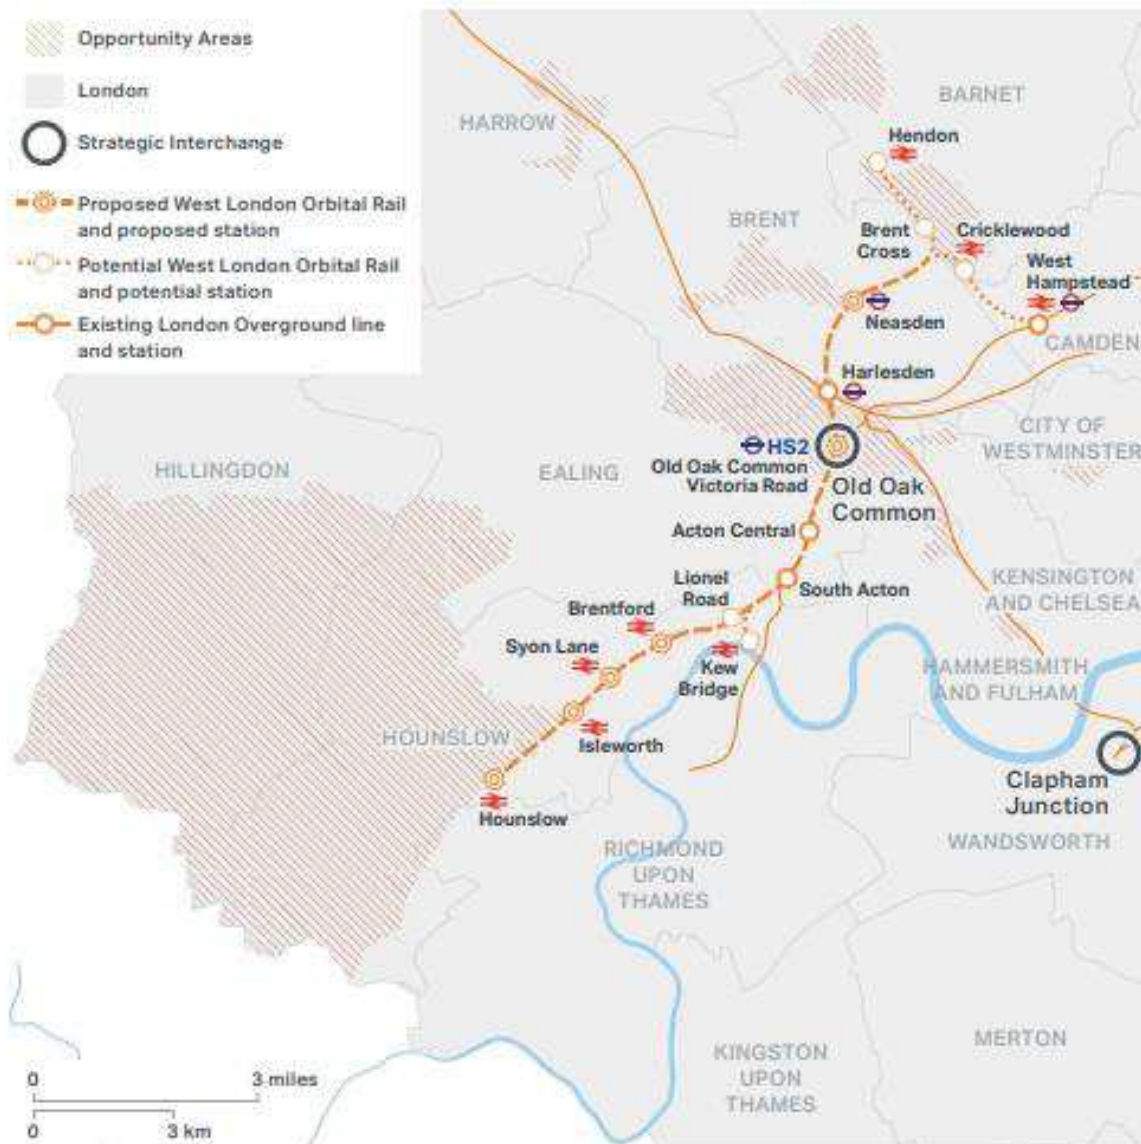 Opportunity Areas
London
Strategic Interchange
Proposed West London Orbital Rail
and proposed station
Potential West London Orbital Rail
and potential station
Existing London Overground line
and station
BARNET
HARROW
Hendon
BRENT
Brent
Cross
Cricklewood
West
Hampstead
Neasden
CAMDEN
Harlesden
CITY OF
WESTMINSTER
HS2
Old Oak Common
Victoria Road
Old Oak
Common
HILLINGDON
EALING
Acton Central
Lionel
Road
South Acton
KENSINGTON
AND CHELSEA
Brentford
Syon Lane
Kew
Bridge
HAMMERSMITH
AND FULHAM
HOUNSLOW
Isleworth
Clapham
Junction
Hounslow
WANDSWORTH
RICHMOND
UPON
THAMES
MERTON
KINGSTON
UPON
THAMES
0 3 miles
0 3 km